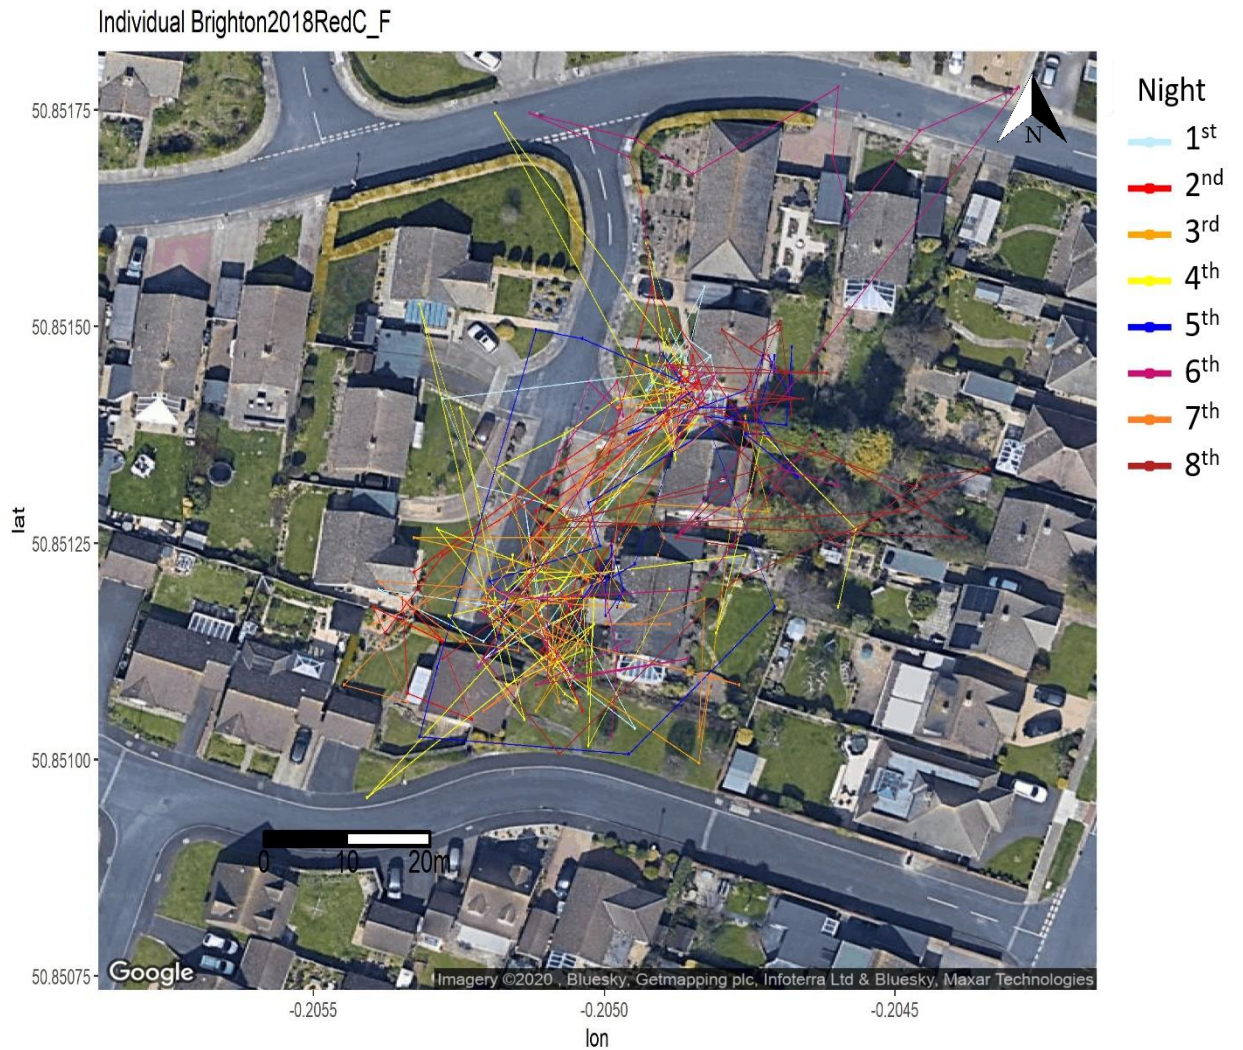 Individual Brighton2018RedC_F
Night
1st
2nd
3rd
4th
5th
6th
7th
8th
N
50.85175
50.85150
50.85125
50.85100
50.85075
lat
0 10 20m
Google
Imagery ©2020 , Bluesky, Getmapping plc, Infoterra Ltd & Bluesky, Maxar Technologies
-0.2055 -0.2050 -0.2045
lon